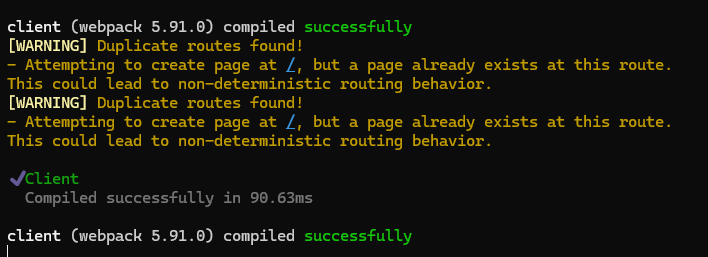 client (webpack 5.91.0) compiled successfully
[WARNING] Duplicate routes found!
- Attempting to create page at /, but a page already exists at this route.
This could lead to non-deterministic routing behavior.
[WARNING] Duplicate routes found!
- Attempting to create page at /, but a page already exists at this route.
This could lead to non-deterministic routing behavior.
✔Client
Compiled successfully in 90.63ms
client (webpack 5.91.0) compiled successfully